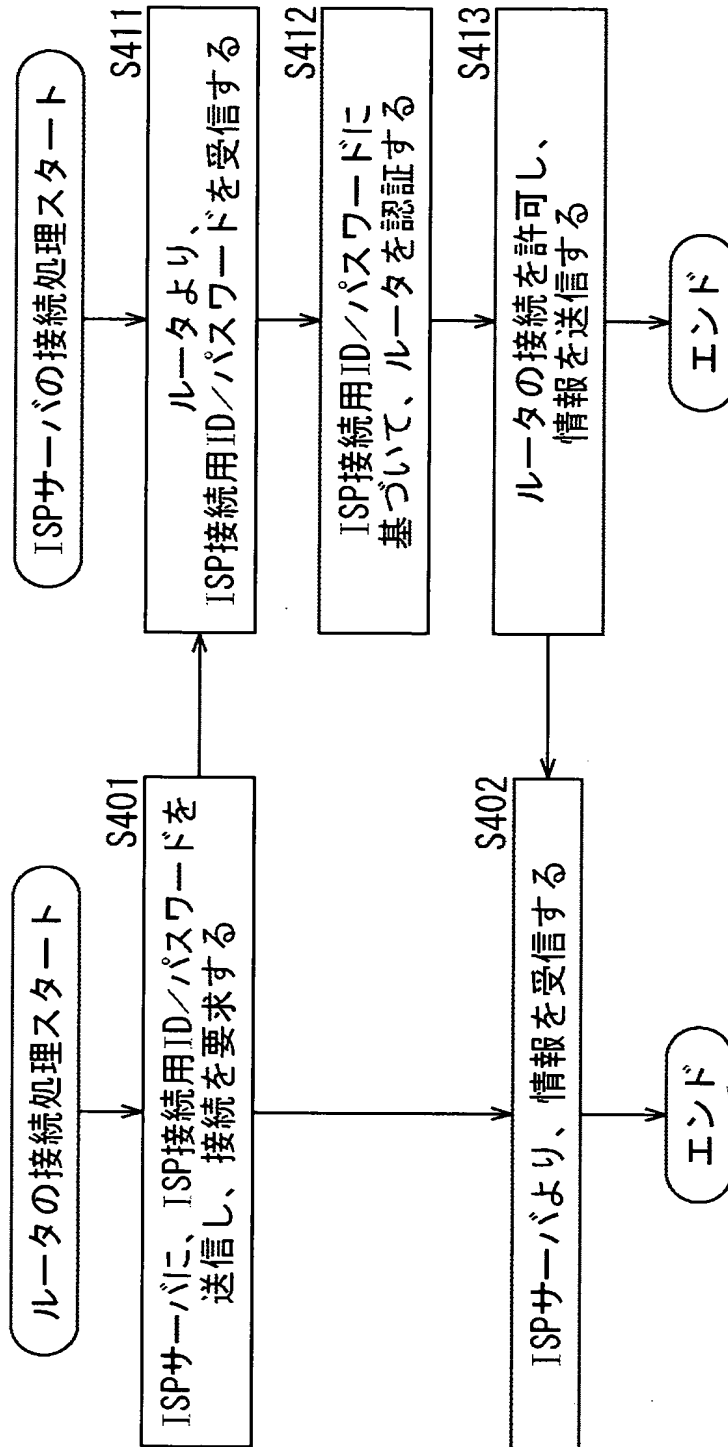 ルータの接続処理スタート
S401
ISPサーバに、ISP接続用ID/パスワードを
送信し、接続を要求する
S402
ISPサーバより、情報を受信する
エンド
ISPサーバの接続処理スタート
S411
ルータより、
ISP接続用ID/パスワードを受信する
S412
ISP接続用ID/パスワードに
基づいて、ルータを認証する
S413
ルータの接続を許可し、
情報を送信する
エンド